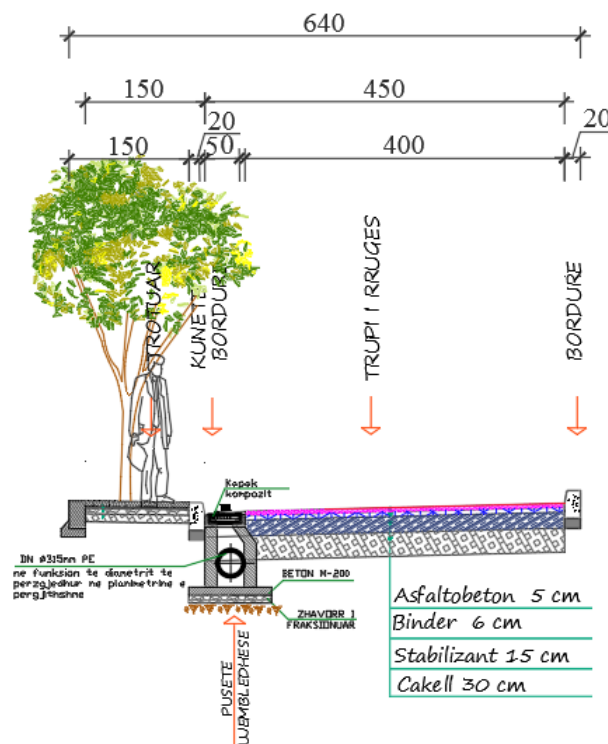 640
150 450
20 20
150 50 400
TROTUAR
KUNETE
BORDURE
TRUPI I RRUGES
BORDURE
Kapak
kompozit
DN ø315mm PE
ne funksion te diametrit te
perzgjedhur ne planimetrine e
pergjithshme
BETON M-200
ZHAVORR I
FRAKSIONUAR
Asfaltobeton 5 cm
Binder 6 cm
Stabilizant 15 cm
Cakell 30 cm
PUSETE
UJEMBLEDHESE